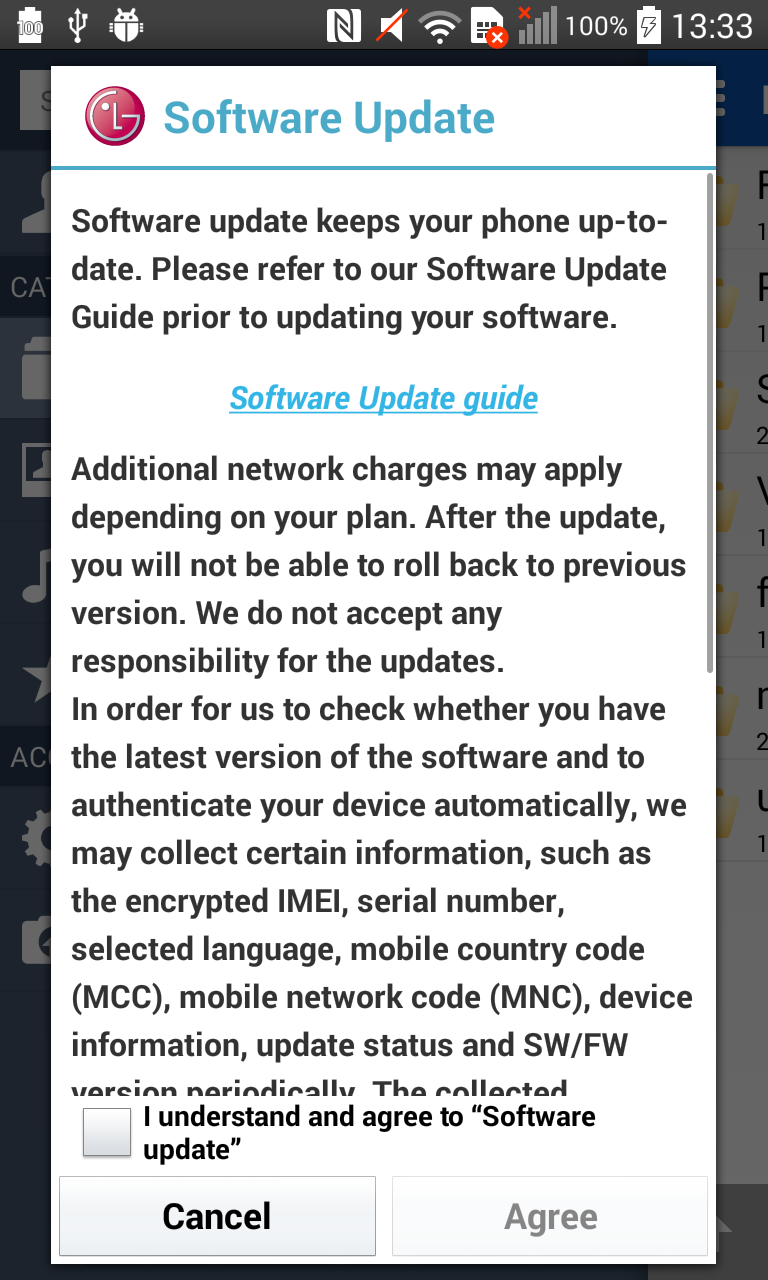 100 100% 13:33
Software Update
Software update keeps your phone up-to-
date. Please refer to our Software Update
Guide prior to updating your software.
Software Update guide
Additional network charges may apply
depending on your plan. After the update,
you will not be able to roll back to previous
version. We do not accept any
responsibility for the updates.
In order for us to check whether you have
the latest version of the software and to
authenticate your device automatically, we
may collect certain information, such as
the encrypted IMEI, serial number,
selected language, mobile country code
(MCC), mobile network code (MNC), device
information, update status and SW/FW
version periodically. The collected
I understand and agree to “Software
update”
Cancel
Agree